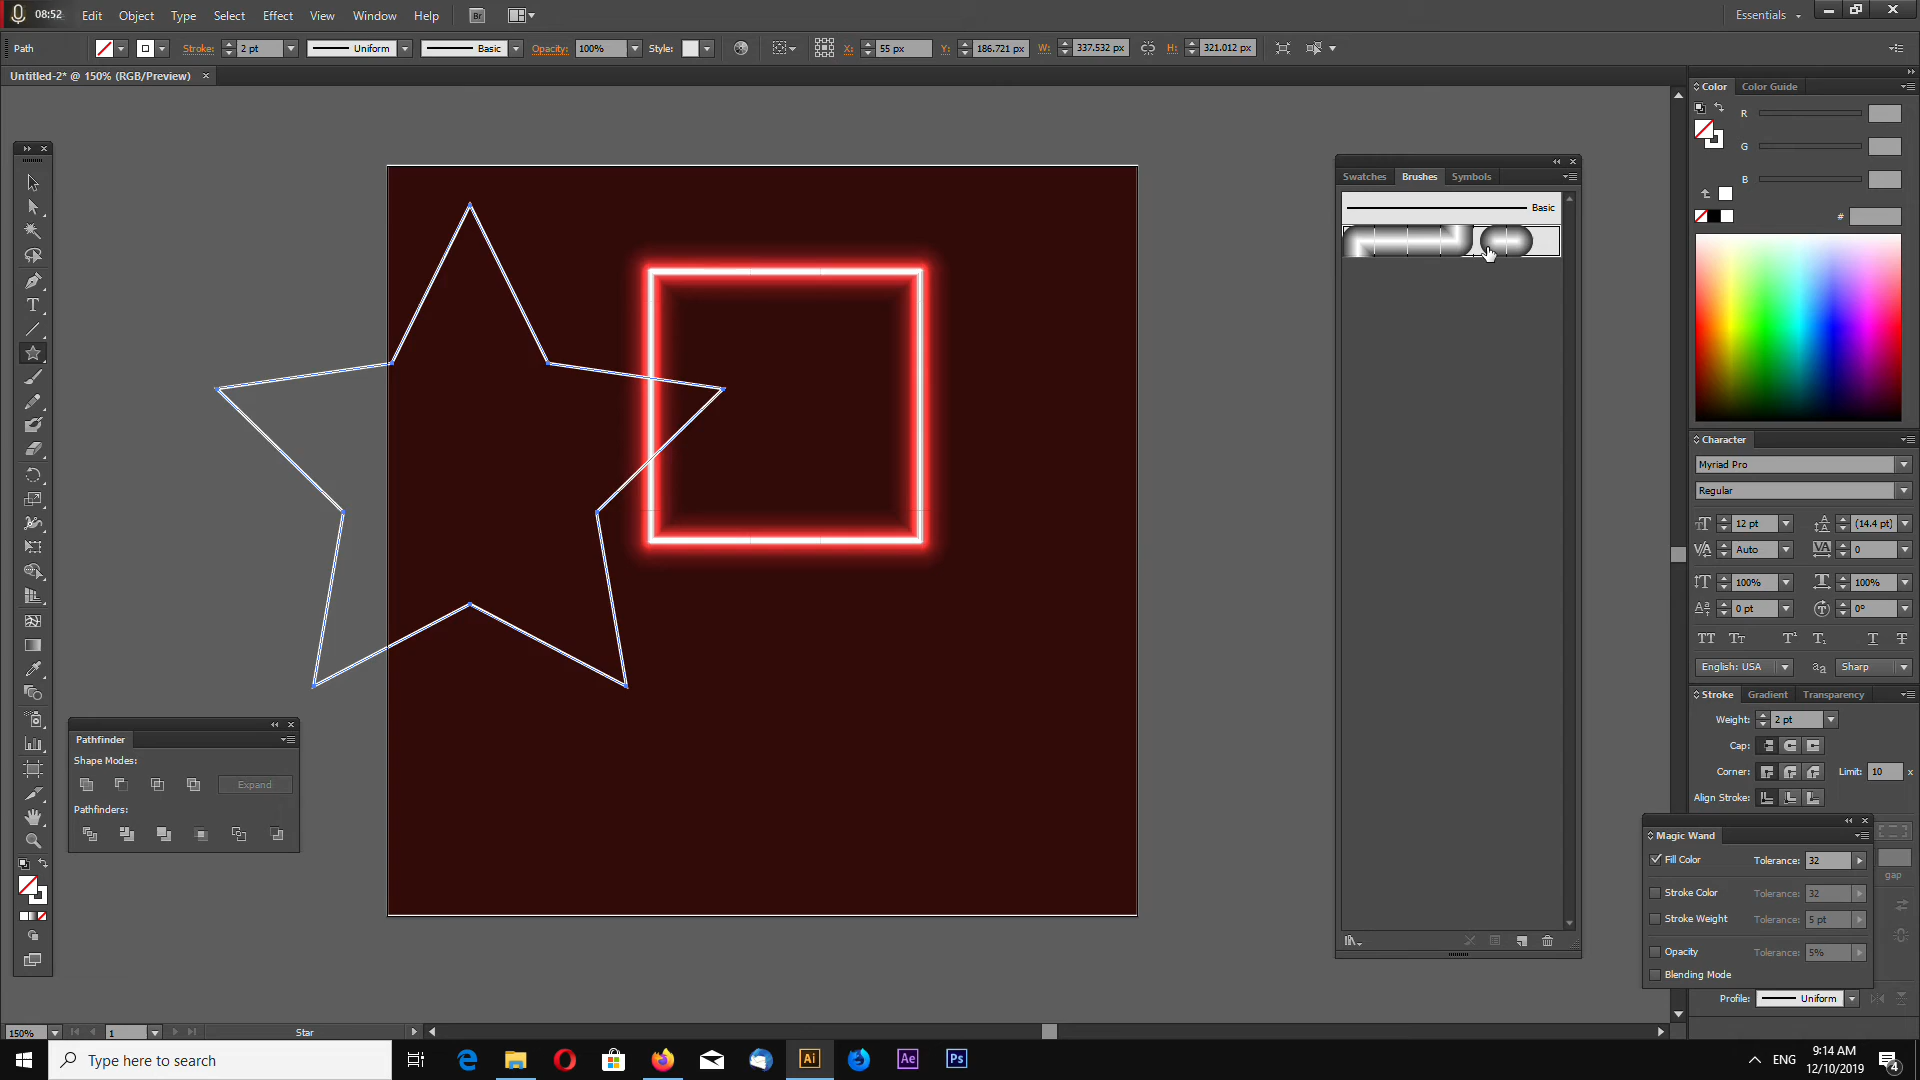 08:52 Edit Object Type Select Effect View Window Help Br Essentials
Path Stroke: 2 pt Uniform Basic Opacity: 100% Style: X: 55 px Y: 186.721 px W: 337.532 px H: 321.012 px
Untitled-2* @ 150% (RGB/Preview)
Color Color Guide
R
G
B
#
Swatches Brushes Symbols
Basic
Character
Myriad Pro
Regular
12 pt (14.4 pt)
Auto 0
100% 100%
0 pt 0°
English: USA Sharp
Stroke Gradient Transparency
Weight: 2 pt
Cap:
Corner: Limit: 10 x
Align Stroke:
Pathfinder
Shape Modes:
Expand
Pathfinders:
Magic Wand
Fill Color Tolerance: 32
gap
Stroke Color Tolerance: 32
Stroke Weight Tolerance: 5 pt
Opacity Tolerance: 5%
Blending Mode
Profile: Uniform
150% 1 Star
Type here to search
Ai Ae Ps
ENG
9:14 AM
12/10/2019
4